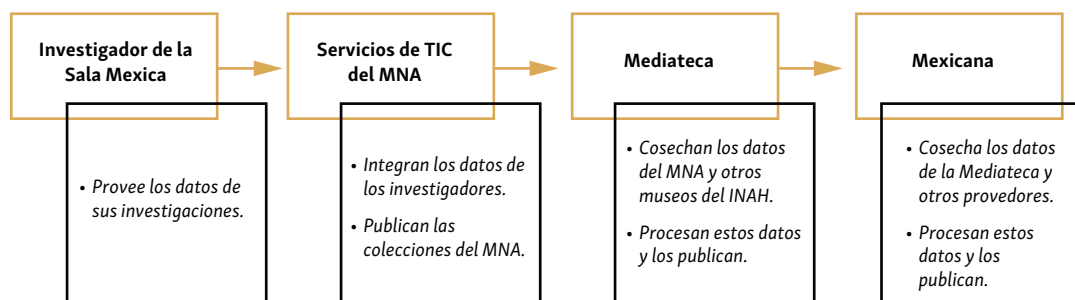 Investigador de la
Sala Mexica
• Provee los datos de
sus investigaciones.
Servicios de TIC
del MNA
• Integran los datos de
los investigadores.
• Publican las
colecciones del MNA.
Mediateca
• Cosechan los datos
del MNA y otros
museos del INAH.
• Procesan estos datos
y los publican.
Mexicana
• Cosecha los datos
de la Mediateca y
otros provedores.
• Procesan estos
datos y los
publican.